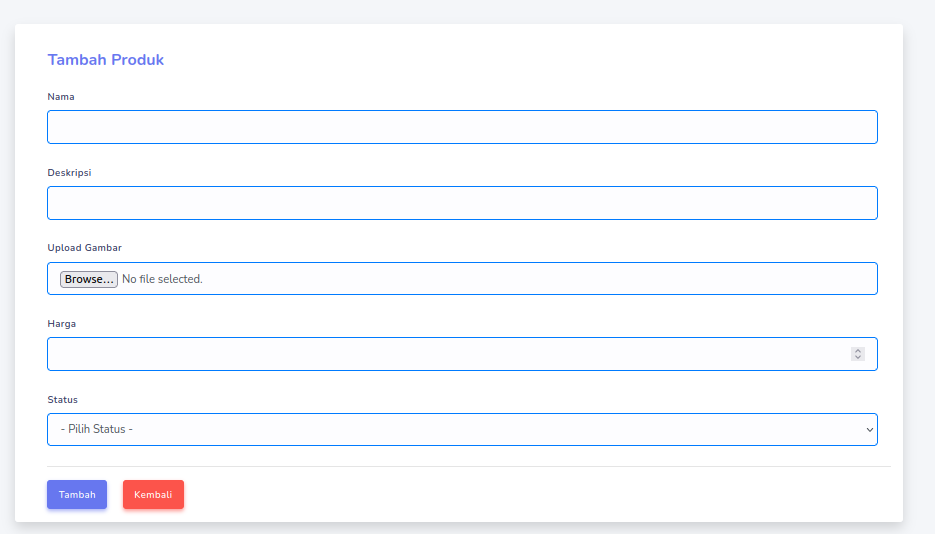 Tambah Produk
Nama
Deskripsi
Upload Gambar
Browse... No file selected.
Harga
Status
- Pilih Status -
Tambah Kembali